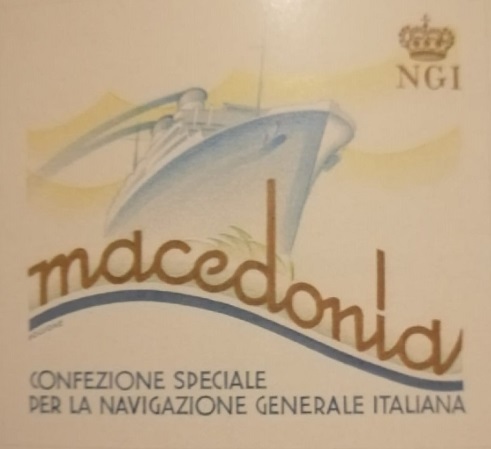 NGI
macedonia
CONFEZIONE SPECIALE
PER LA NAVIGAZIONE GENERALE ITALIANA